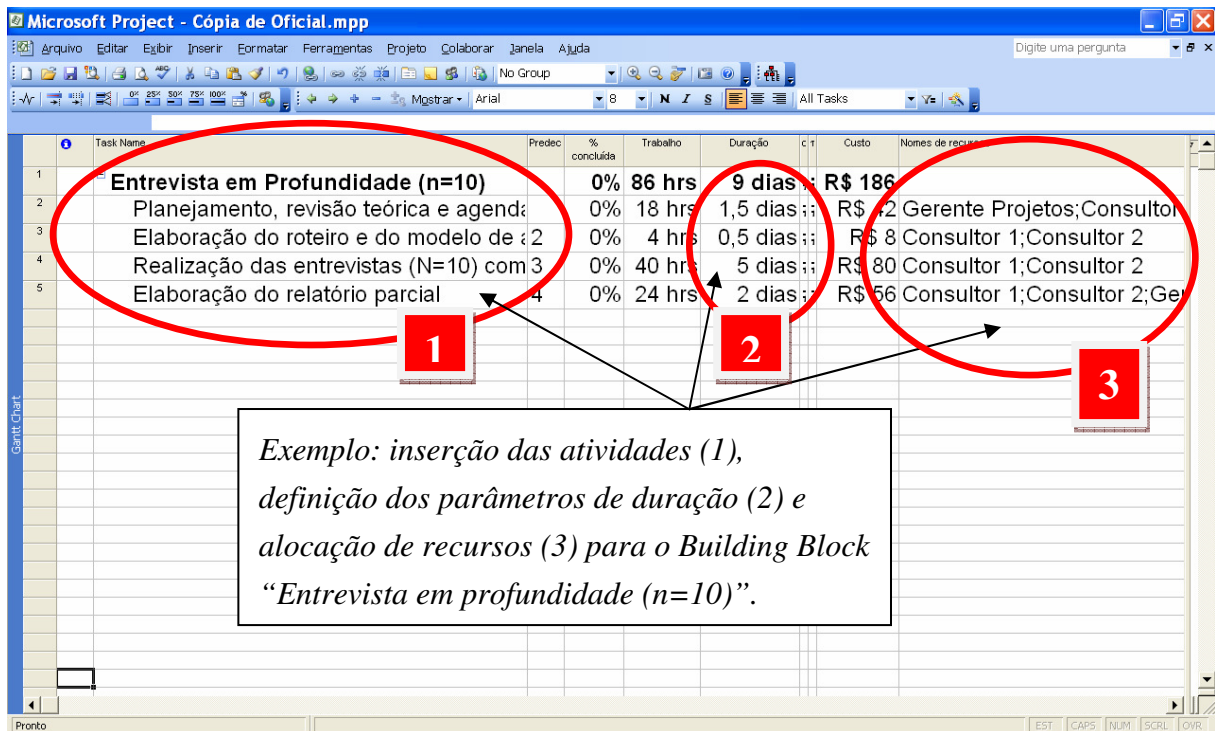 Microsoft Project - Cópia de Oficial.mpp
Arquivo Editar Exibir Inserir Formatar Ferramentas Projeto Colaborar Janela Ajuda Digite uma pergunta
No Group
0% 25% 50% 75% 100% Mostrar Arial 8 N I S All Tasks
Task Name Predec % concluída Trabalho Duração C T Custo Nomes de recurs
1 Entrevista em Profundidade (n=10) 0% 86 hrs 9 dias R$ 186
2 Planejamento, revisão teórica e agenda 0% 18 hrs 1,5 dias R$ 42 Gerente Projetos;Consultor
3 Elaboração do roteiro e do modelo de a 2 0% 4 hrs 0,5 dias R$ 8 Consultor 1;Consultor 2
4 Realização das entrevistas (N=10) com 3 0% 40 hrs 5 dias R$ 80 Consultor 1;Consultor 2
5 Elaboração do relatório parcial 4 0% 24 hrs 2 dias R$ 56 Consultor 1;Consultor 2;Ger
1
2
3
Gantt Chart
Exemplo: inserção das atividades (1),
definição dos parâmetros de duração (2) e
alocação de recursos (3) para o Building Block
“Entrevista em profundidade (n=10)”.
Pronto EST CAPS NUM SCRL OVR